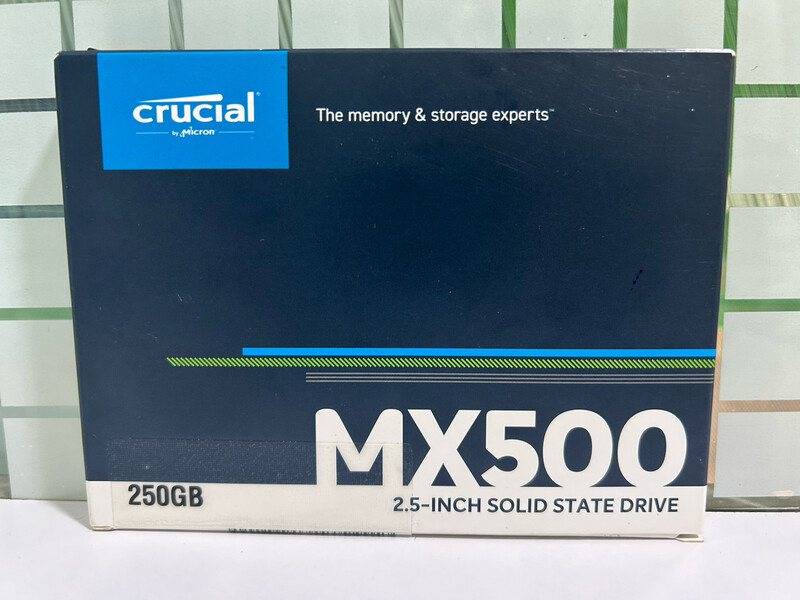 crucial®
by Micron®
The memory & storage experts™
MX500
250GB
2.5-INCH SOLID STATE DRIVE